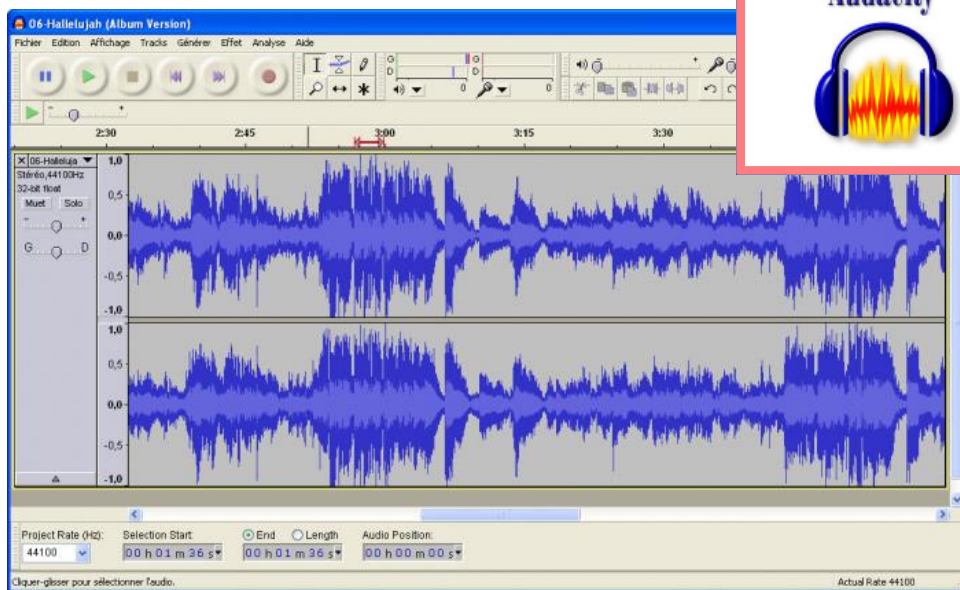 06-Hallelujah (Album Version)
Audacity
Fichier Edition Affichage Tracks Générer Effet Analyse Aide
G G
D D
0 0
2:30 2:45 3:00 3:15 3:30
06-Halleluja
Stéréo,44100Hz
32-bit float
Muet Solo
- +
G D
1,0
0,5
0,0
-0,5
-1,0
1,0
0,5
0,0
-0,5
-1,0
Project Rate (Hz): Selection Start: End Length Audio Position:
44100 00 h 01 m 36 s 00 h 01 m 36 s 00 h 00 m 00 s
Cliquer-glisser pour sélectionner l'audio. Actual Rate 44100